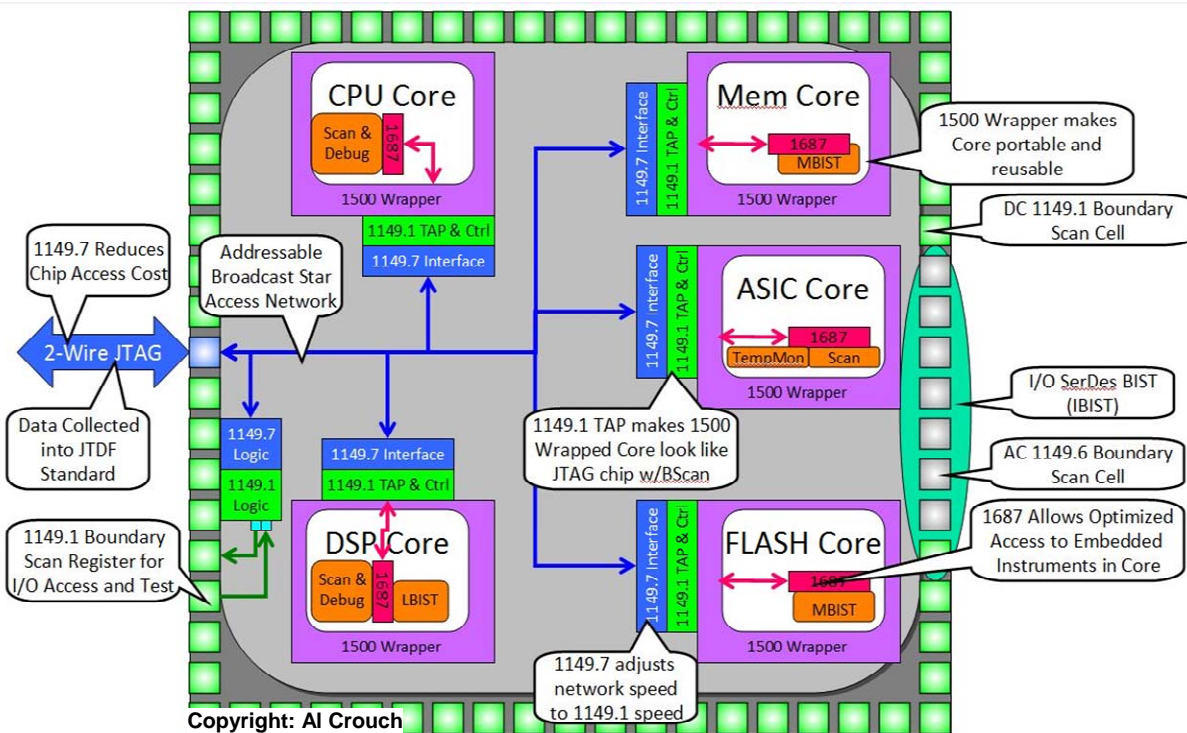 CPU Core
Scan &
Debug
1687
1500 Wrapper
1149.1 TAP & Ctrl
1149.7 Interface
Mem Core
1149.7 Interface
1149.1 TAP & Ctrl
1687
MBIST
1500 Wrapper
1500 Wrapper makes
Core portable and
reusable
DC 1149.1 Boundary
Scan Cell
1149.7 Reduces
Chip Access Cost
Addressable
Broadcast Star
Access Network
2-Wire JTAG
Data Collected
into JTDF
Standard
ASIC Core
1149.7 Interface
1149.1 TAP & Ctrl
1687
TempMon
Scan
1500 Wrapper
I/O SerDes BIST
(IBIST)
1149.1 TAP makes 1500
Wrapped Core look like
JTAG chip w/BScan
AC 1149.6 Boundary
Scan Cell
1149.7
Logic
1149.1
Logic
1149.1 Boundary
Scan Register for
I/O Access and Test
1149.7 Interface
1149.1 TAP & Ctrl
DSP Core
Scan &
Debug
1687
LBIST
1500 Wrapper
FLASH Core
1149.7 Interface
1149.1 TAP & Ctrl
1687
MBIST
1500 Wrapper
1687 Allows Optimized
Access to Embedded
Instruments in Core
1149.7 adjusts
network speed
to 1149.1 speed
Copyright: Al Crouch